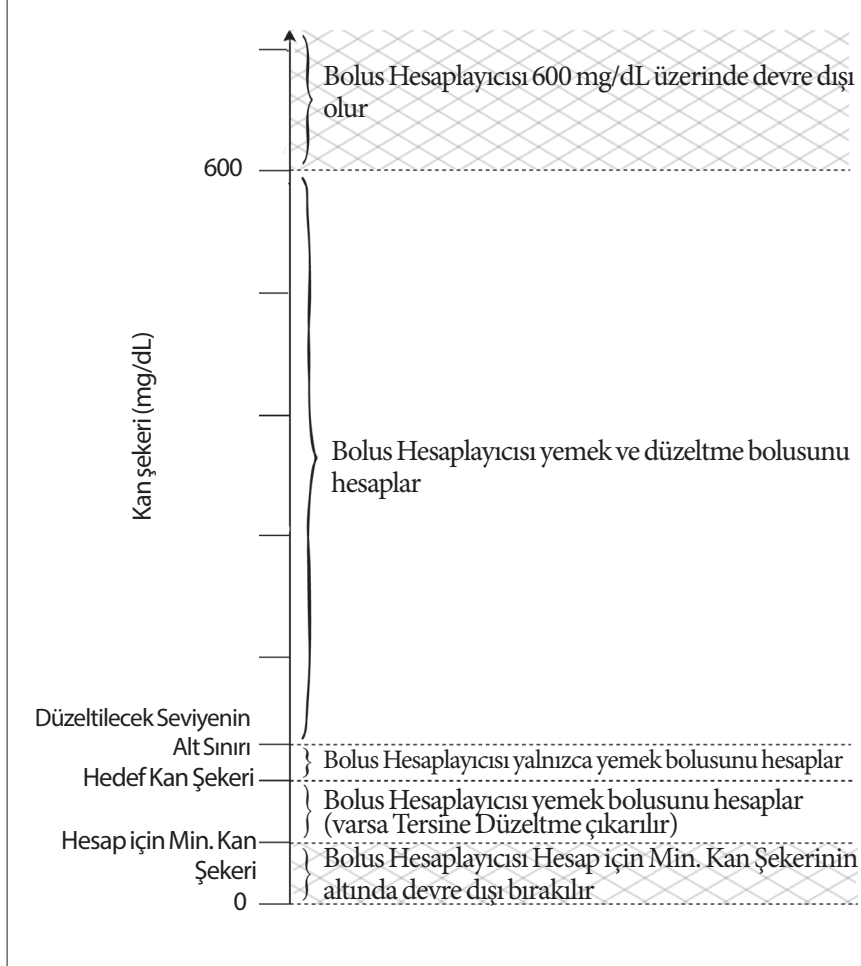 Bolus Hesaplayıcısı 600 mg/dL üzerinde devre dışı
olur
600
Kan şekeri (mg/dL)
Bolus Hesaplayıcısı yemek ve düzeltme bolusunu
hesaplar
Düzeltilecek Seviyenin
Alt Sınırı
Bolus Hesaplayıcısı yalnızca yemek bolusunu hesaplar
Hedef Kan Şekeri
Bolus Hesaplayıcısı yemek bolusunu hesaplar
(varsa Tersine Düzeltme çıkarılır)
Hesap için Min. Kan
Şekeri
Bolus Hesaplayıcısı Hesap için Min. Kan Şekerinin
altında devre dışı bırakılır
0